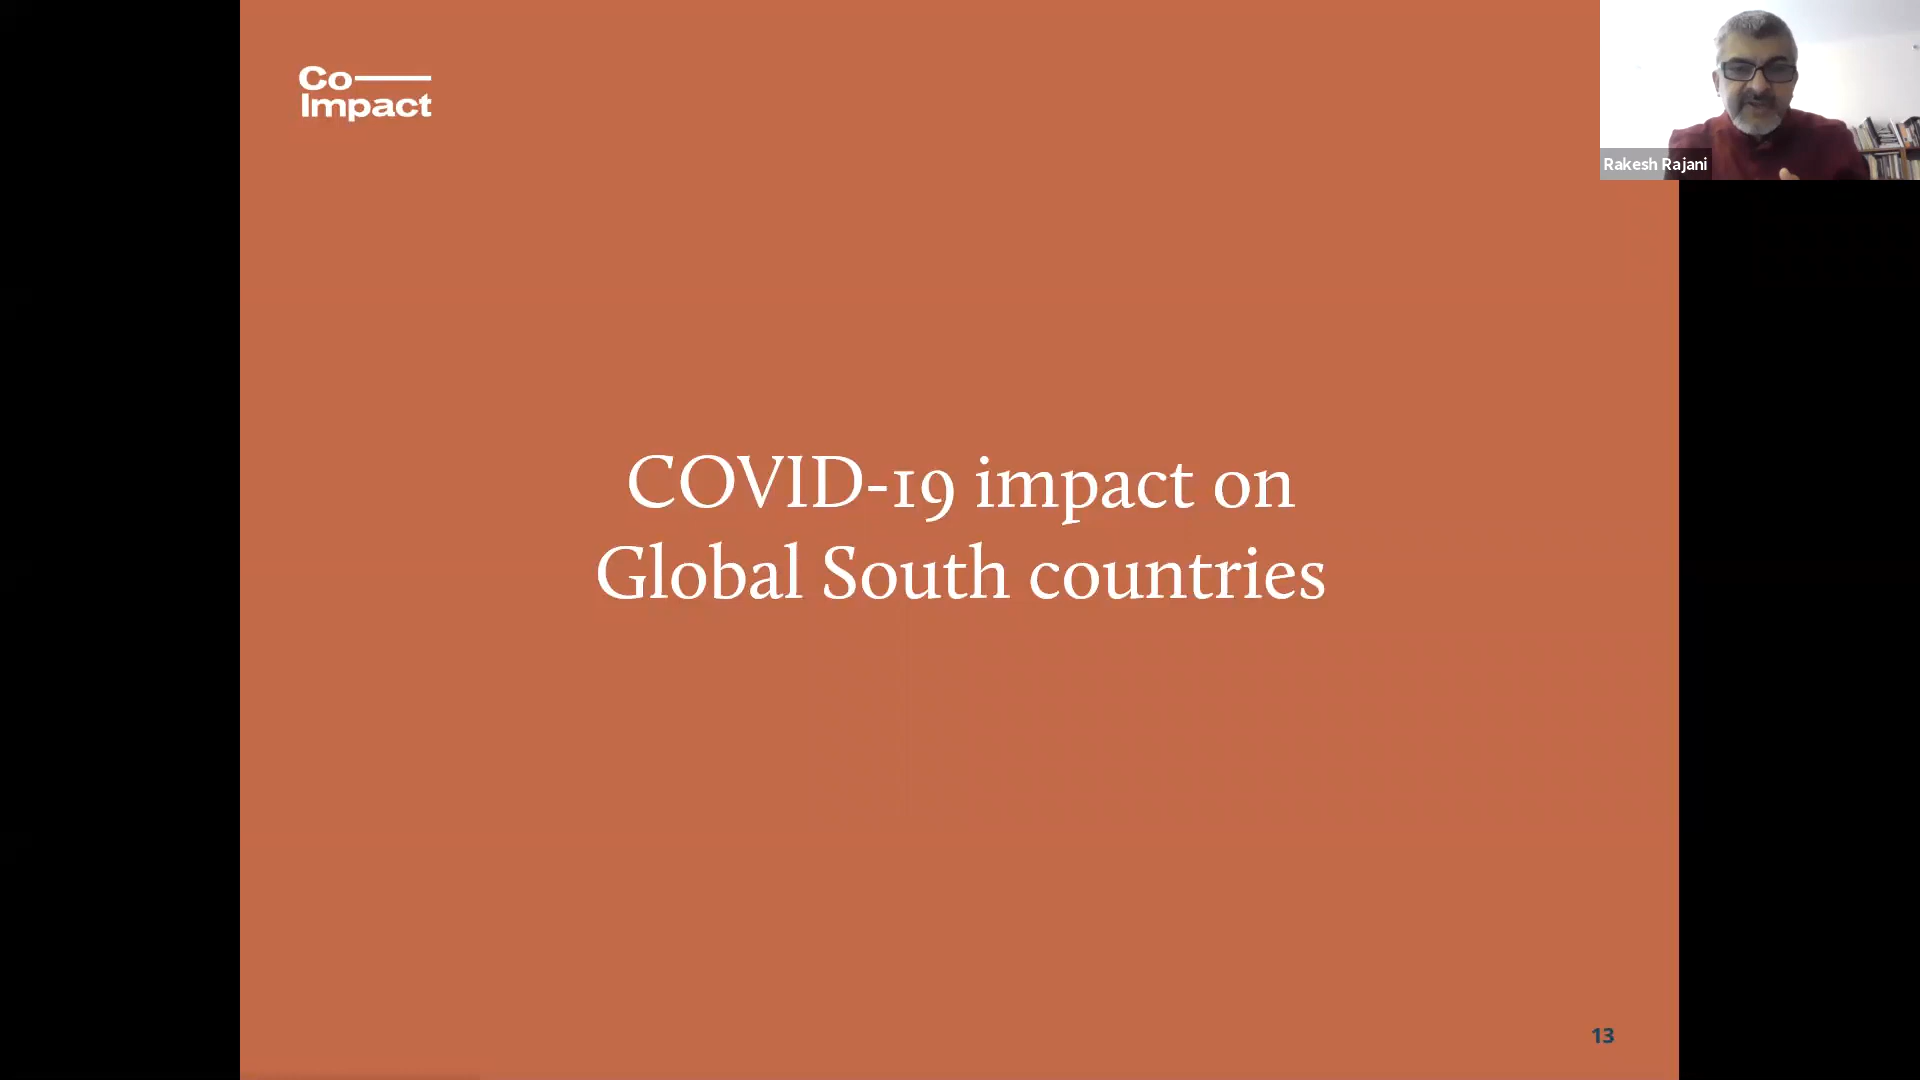 Co
Impact
Rakesh Rajani
COVID-19 impact on
Global South countries
13